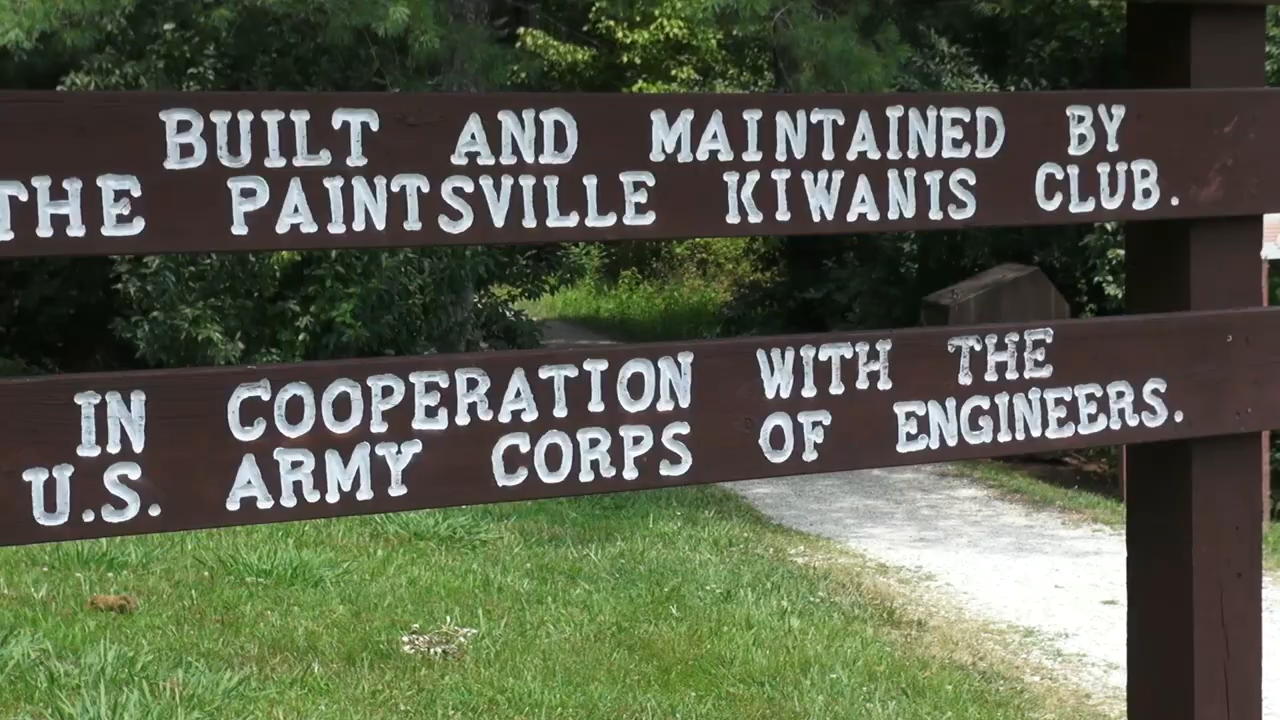 BUILT AND MAINTAINED BY
THE PAINTSVILLE KIWANIS CLUB.
IN COOPERATION WITH THE
U.S. ARMY CORPS OF ENGINEERS.